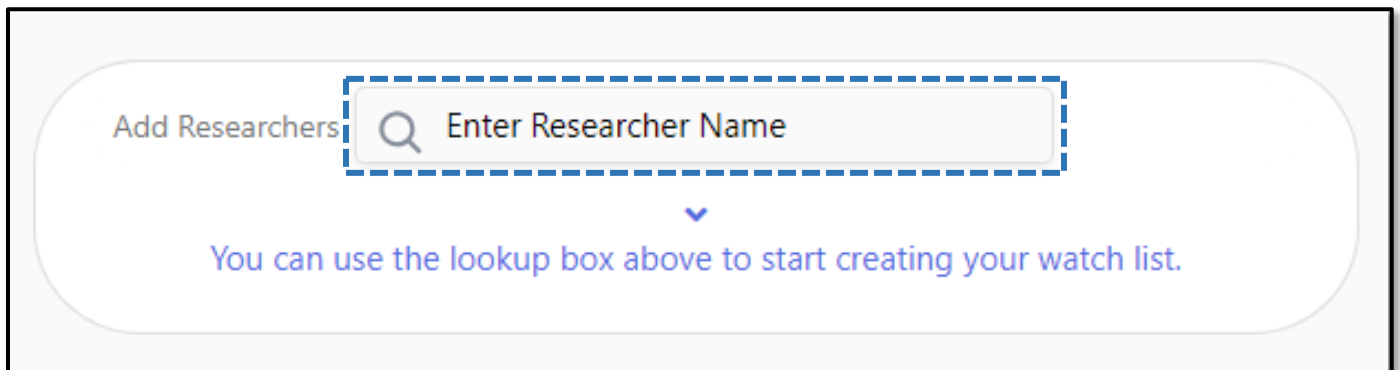 Add Researchers Enter Researcher Name
You can use the lookup box above to start creating your watch list.